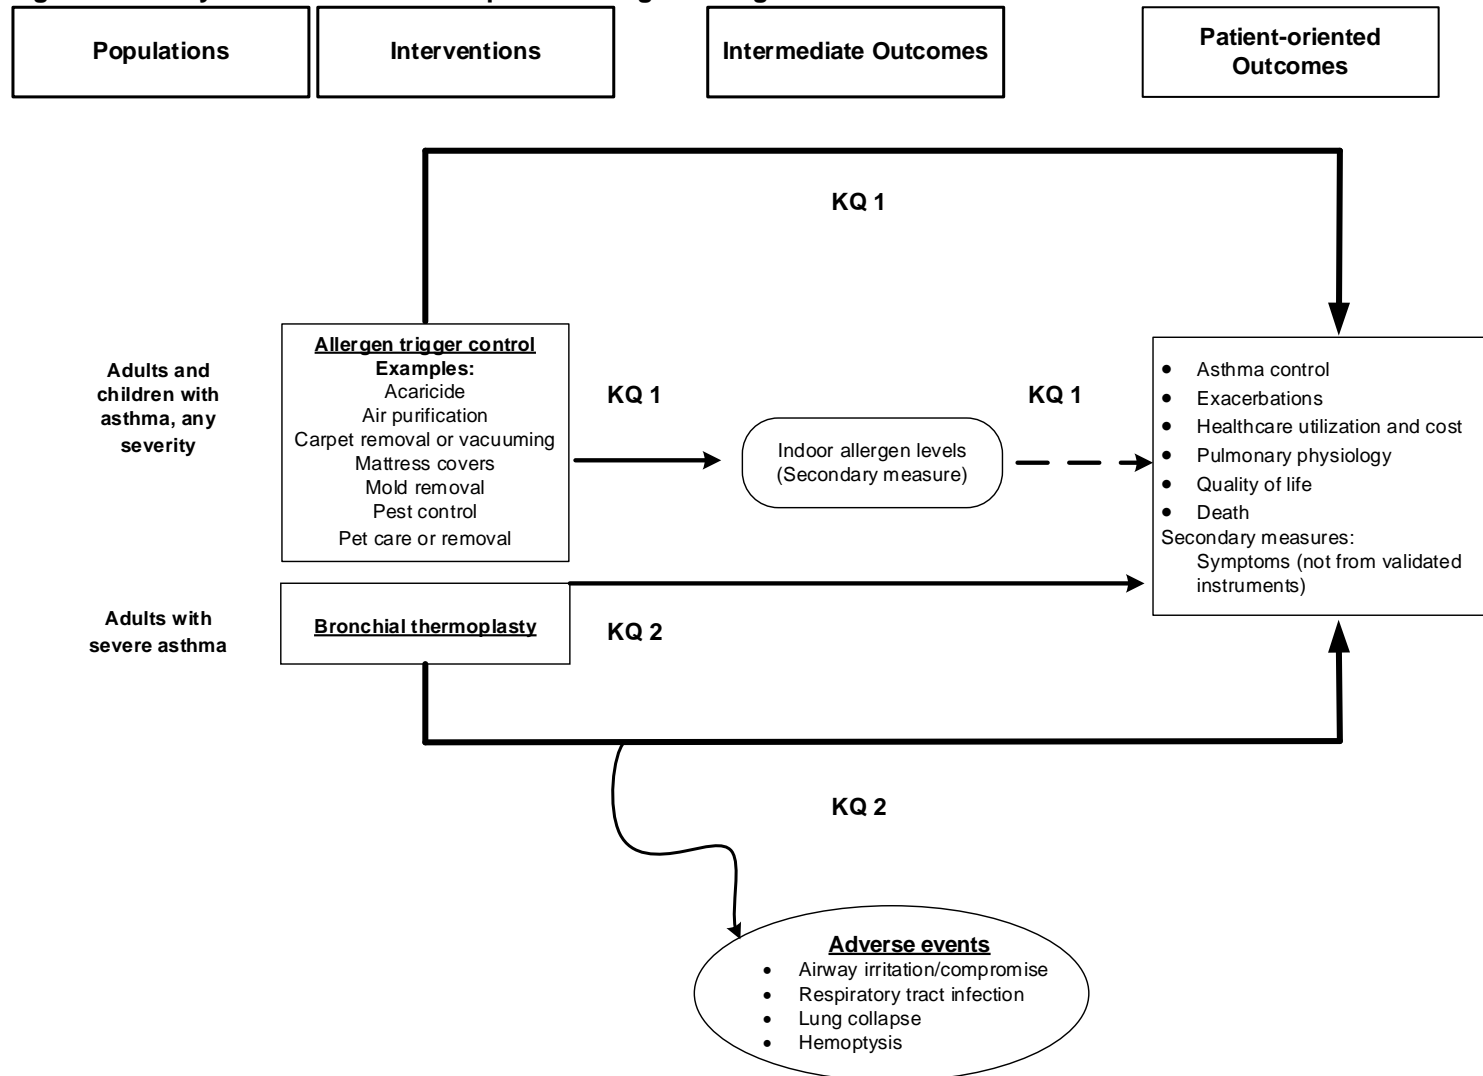 Populations
Interventions
Intermediate Outcomes
Patient-oriented
Outcomes
KQ 1
Adults and
children with
asthma, any
severity
Allergen trigger control
Examples:
Acaricide
Air purification
Carpet removal or vacuuming
Mattress covers
Mold removal
Pest control
Pet care or removal
KQ 1
Indoor allergen levels
(Secondary measure)
KQ 1
• Asthma control
• Exacerbations
• Healthcare utilization and cost
• Pulmonary physiology
• Quality of life
• Death
Secondary measures:
Symptoms (not from validated
instruments)
Adults with
severe asthma
Bronchial thermoplasty
KQ 2
KQ 2
Adverse events
• Airway irritation/compromise
• Respiratory tract infection
• Lung collapse
• Hemoptysis